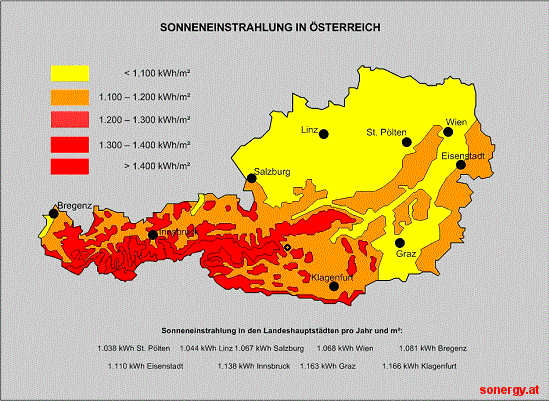 SONNENEINSTRAHLUNG IN ÖSTERREICH
< 1.100 kWh/m²
1.100 – 1.200 kWh/m²
1.200 – 1.300 kWh/m²
1.300 – 1.400 kWh/m²
> 1.400 kWh/m²
Linz
St. Pölten
Wien
Eisenstadt
Salzburg
Bregenz
Innsbruck
Graz
Klagenfurt
Sonneneinstrahlung in den Landeshauptstädten pro Jahr und m²:
1.038 kWh St. Pölten 1.044 kWh Linz 1.067 kWh Salzburg 1.068 kWh Wien 1.081 kWh Bregenz
1.110 kWh Eisenstadt 1.138 kWh Innsbruck 1.163 kWh Graz 1.166 kWh Klagenfurt
sonergy.at